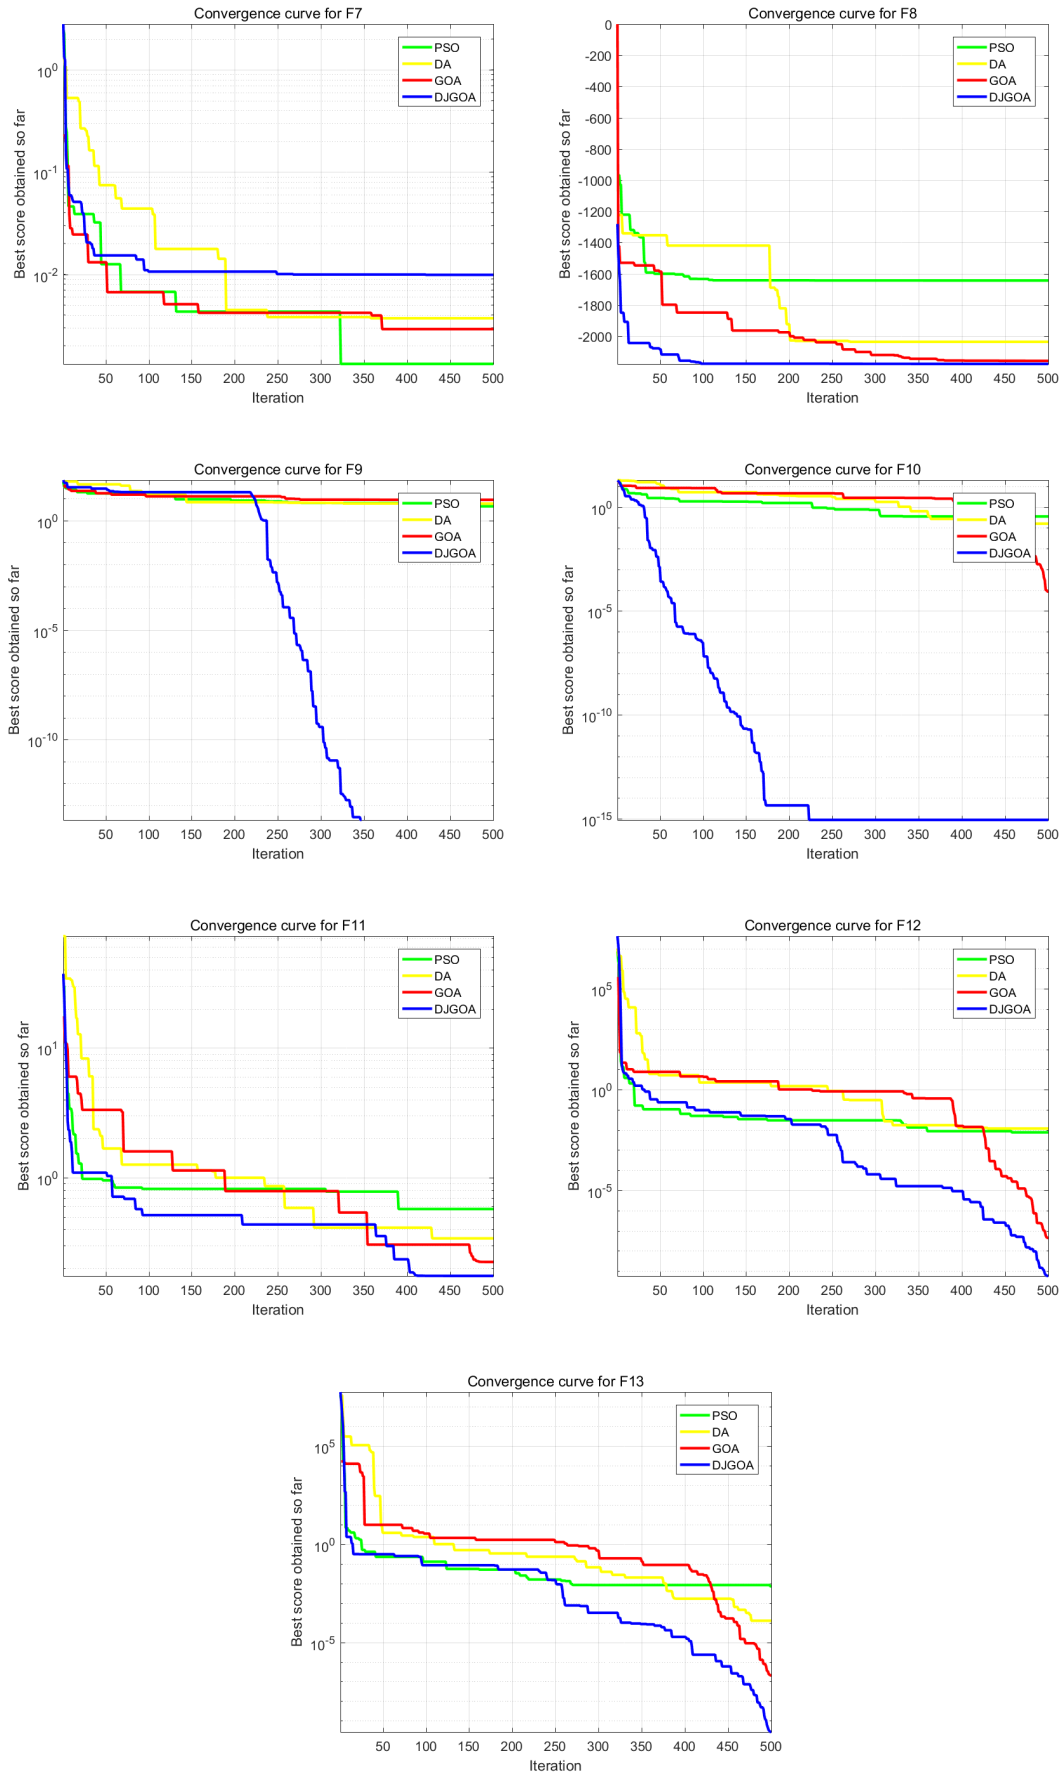 Convergence curve for F7
Best score obtained so far
10^0
10^-1
10^-2
PSO
DA
GOA
DJGOA
50 100 150 200 250 300 350 400 450 500
Iteration
Convergence curve for F8
Best score obtained so far
0
-200
-400
-600
-800
-1000
-1200
-1400
-1600
-1800
-2000
PSO
DA
GOA
DJGOA
50 100 150 200 250 300 350 400 450 500
Iteration
Convergence curve for F9
Best score obtained so far
10^0
10^-5
10^-10
PSO
DA
GOA
DJGOA
50 100 150 200 250 300 350 400 450 500
Iteration
Convergence curve for F10
Best score obtained so far
10^0
10^-5
10^-10
10^-15
PSO
DA
GOA
DJGOA
50 100 150 200 250 300 350 400 450 500
Iteration
Convergence curve for F11
Best score obtained so far
10^1
10^0
PSO
DA
GOA
DJGOA
50 100 150 200 250 300 350 400 450 500
Iteration
Convergence curve for F12
Best score obtained so far
10^5
10^0
10^-5
PSO
DA
GOA
DJGOA
50 100 150 200 250 300 350 400 450 500
Iteration
Convergence curve for F13
Best score obtained so far
10^5
10^0
10^-5
PSO
DA
GOA
DJGOA
50 100 150 200 250 300 350 400 450 500
Iteration